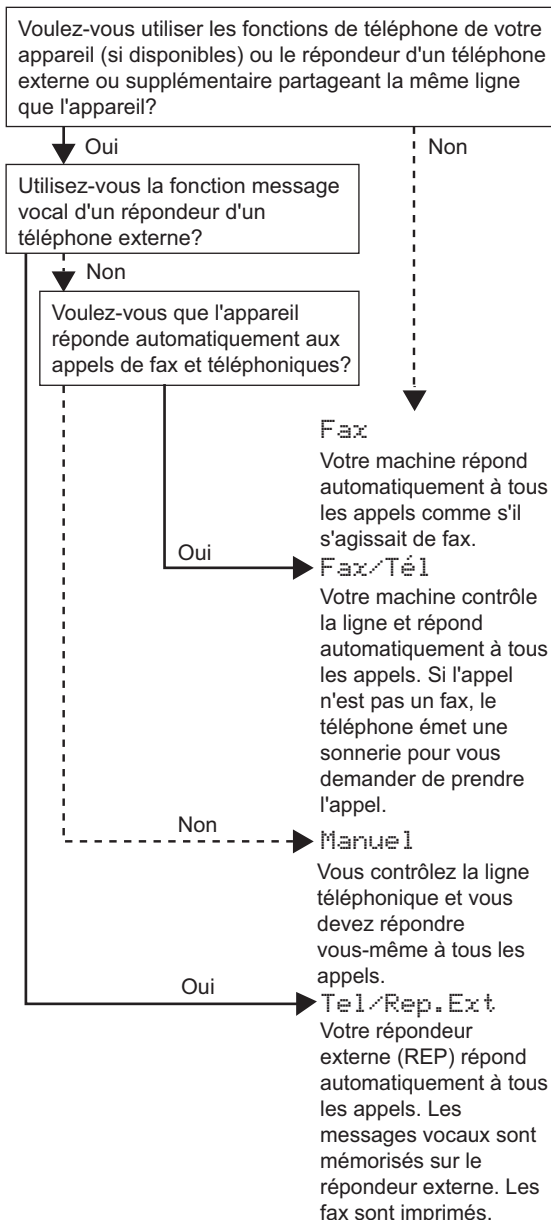 Voulez-vous utiliser les fonctions de téléphone de votre
appareil (si disponibles) ou le répondeur d'un téléphone
externe ou supplémentaire partageant la même ligne
que l'appareil?
Oui
Non
Utilisez-vous la fonction message
vocal d'un répondeur d'un
téléphone externe?
Non
Voulez-vous que l'appareil
réponde automatiquement aux
appels de fax et téléphoniques?
Fax
Votre machine répond
automatiquement à tous
les appels comme s'il
s'agissait de fax.
Oui
Fax/Tél
Votre machine contrôle
la ligne et répond
automatiquement à tous
les appels. Si l'appel
n'est pas un fax, le
téléphone émet une
sonnerie pour vous
demander de prendre
l'appel.
Non
Manuel
Vous contrôlez la ligne
téléphonique et vous
devez répondre
vous-même à tous les
appels.
Oui
Tel/Rep.Ext
Votre répondeur
externe (REP) répond
automatiquement à tous
les appels. Les
messages vocaux sont
mémorisés sur le
répondeur externe. Les
fax sont imprimés.